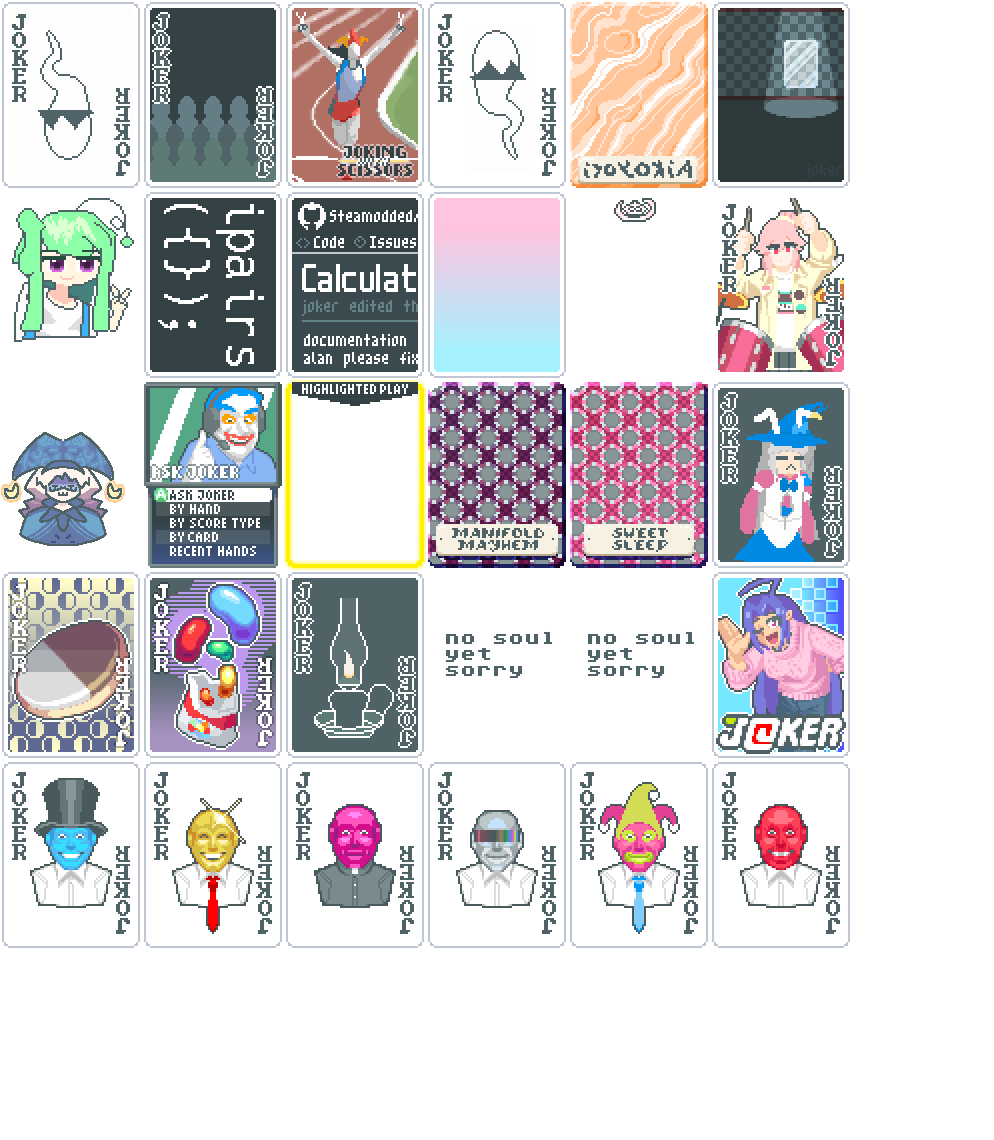 JOKER
JOKER
JOKER
JOKER
JOKING
SCISSORS
JOKER
JOKER
joker
ipairs
({});
Steamodded/
<> Code Issues
Calculat
joker edited th
documentation
alan please fix
JOKER
JOKER
ASK JOKER
A ASK JOKER
BY HAND
BY SCORE TYPE
BY CARD
RECENT HANDS
HIGHLIGHTED PLAY
MANIFOLD
MAYHEM
SWEET
SLEEP
JOKER
JOKER
JOKER
JOKER
JOKER
JOKER
JOKER
JOKER
no soul
yet
sorry
no soul
yet
sorry
JOKER
JOKER
JOKER
JOKER
JOKER
JOKER
JOKER
JOKER
JOKER
JOKER
JOKER
JOKER
JOKER